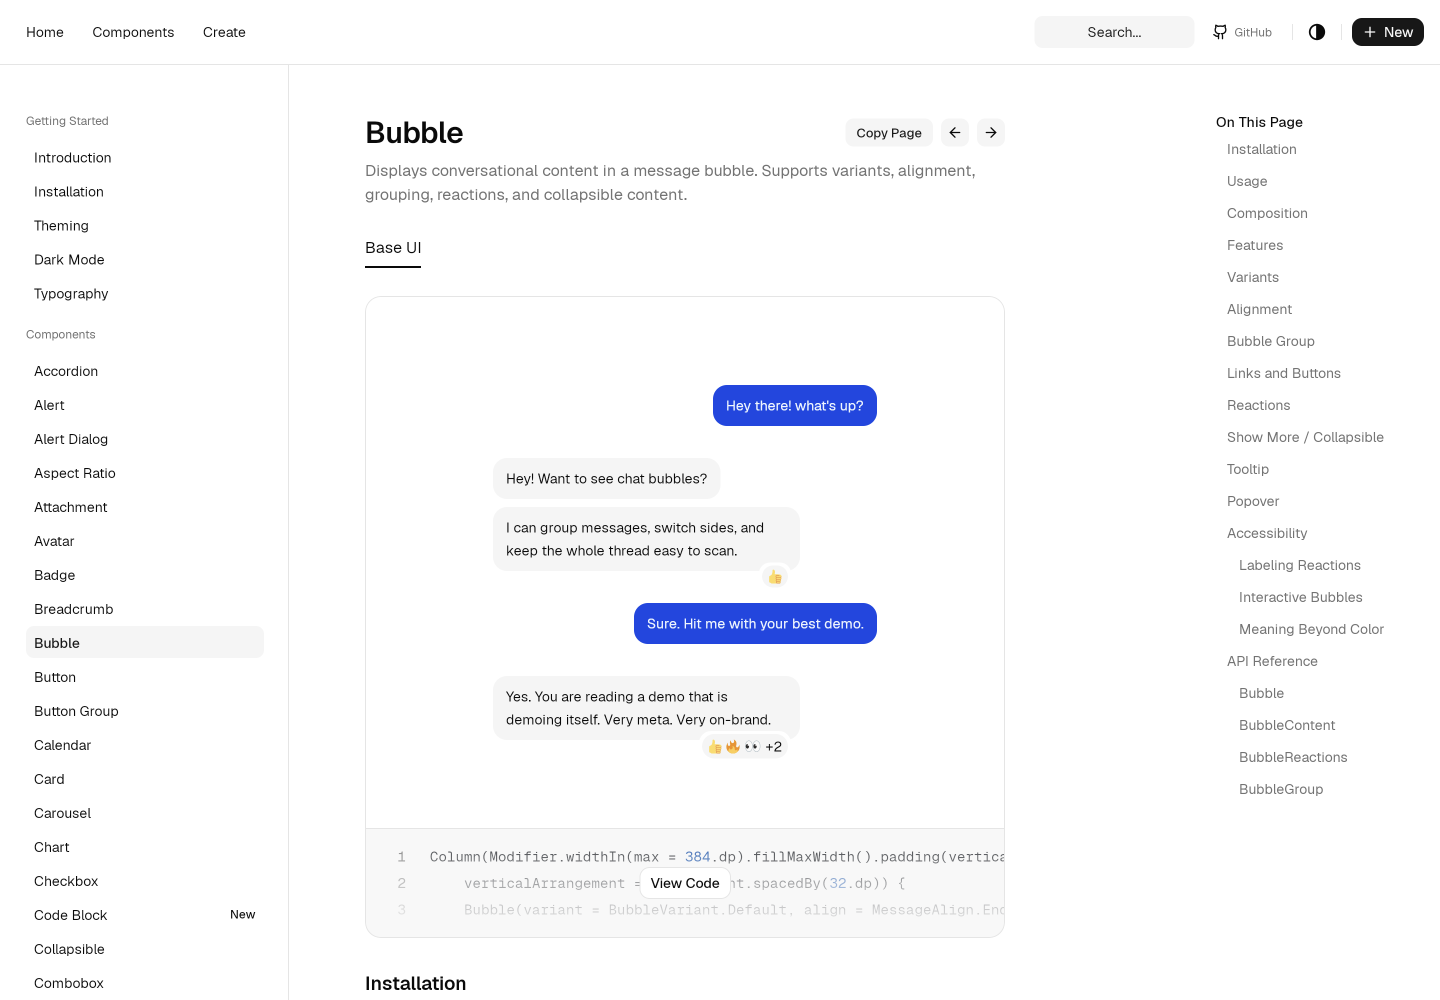 Home
Components
Create
Search...
GitHub
New
Getting Started
Introduction
Installation
Theming
Dark Mode
Typography
Components
Accordion
Alert
Alert Dialog
Aspect Ratio
Attachment
Avatar
Badge
Breadcrumb
Bubble
Button
Button Group
Calendar
Card
Carousel
Chart
Checkbox
Code Block New
Collapsible
Combobox
Bubble
Copy Page
Displays conversational content in a message bubble. Supports variants, alignment,
grouping, reactions, and collapsible content.
Base UI
Hey there! what's up?
Hey! Want to see chat bubbles?
I can group messages, switch sides, and
keep the whole thread easy to scan.
👍
Sure. Hit me with your best demo.
Yes. You are reading a demo that is
demoing itself. Very meta. Very on-brand.
👍🔥👀 +2
1 Column(Modifier.widthIn(max = 384.dp).fillMaxWidth().padding(vertica
2 verticalArrangement = nt.spacedBy(32.dp)) {
View Code
3 Bubble(variant = BubbleVariant.Default, align = MessageAlign.End
Installation
On This Page
Installation
Usage
Composition
Features
Variants
Alignment
Bubble Group
Links and Buttons
Reactions
Show More / Collapsible
Tooltip
Popover
Accessibility
Labeling Reactions
Interactive Bubbles
Meaning Beyond Color
API Reference
Bubble
BubbleContent
BubbleReactions
BubbleGroup